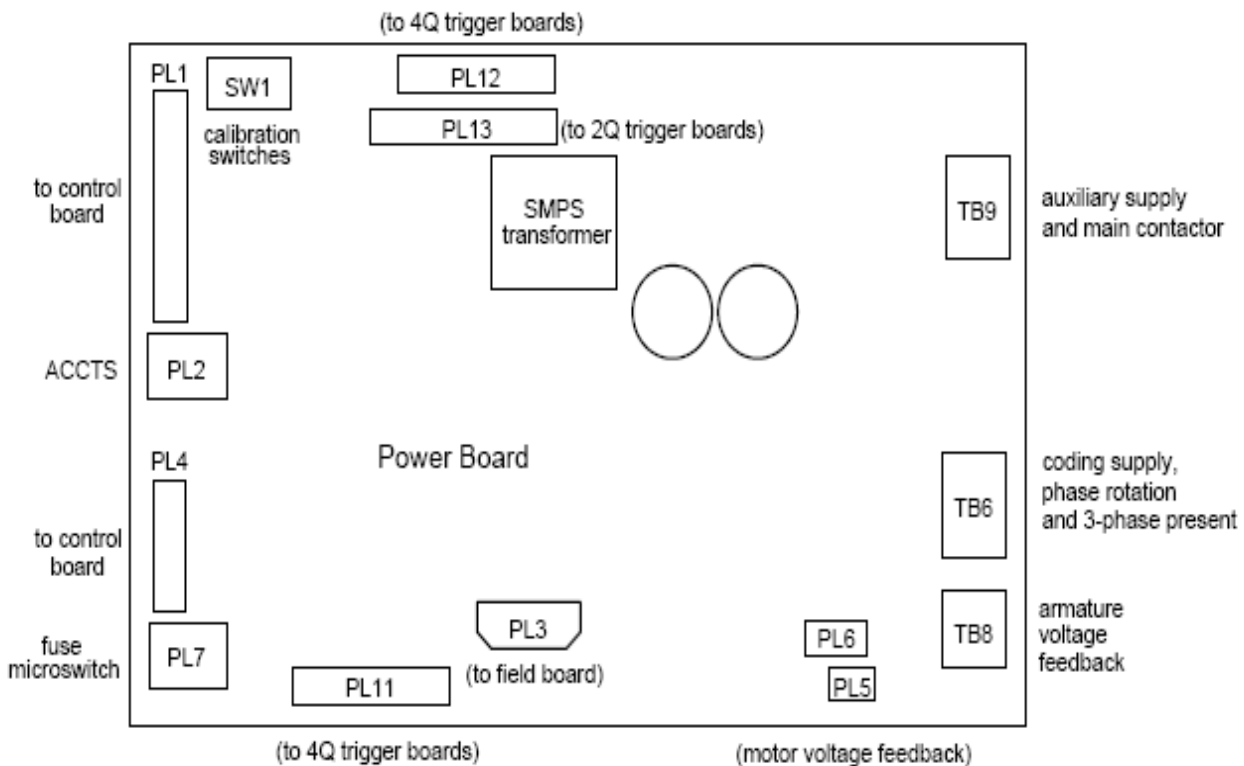 (to 4Q trigger boards)
PL1
SW1
PL12
calibration
switches
PL13
(to 2Q trigger boards)
to control
board
SMPS
transformer
TB9
auxiliary supply
and main contactor
ACCTS
PL2
PL4
Power Board
coding supply,
phase rotation
and 3-phase present
TB6
to control
board
fuse
microswitch
PL7
PL3
(to field board)
PL11
PL6
PL5
TB8
armature
voltage
feedback
(to 4Q trigger boards)
(motor voltage feedback)